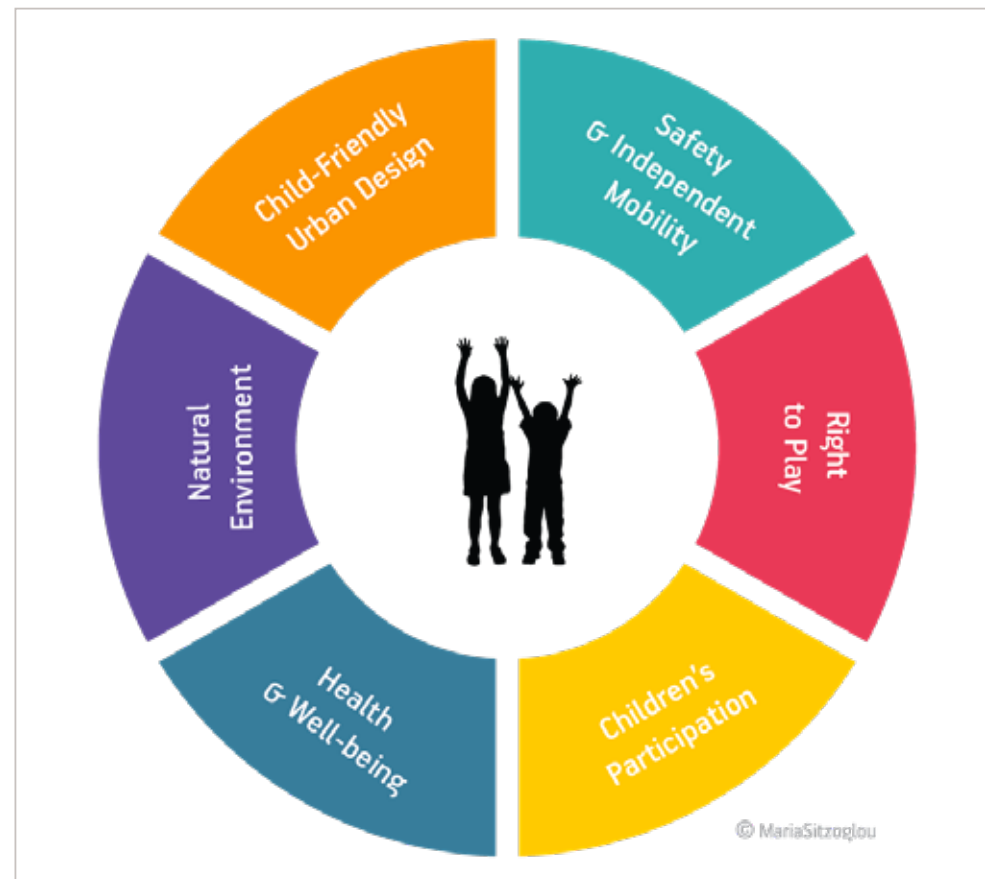 Child-Friendly
Urban Design
Safety
& Independent
Mobility
Right
to Play
Children's
Participation
Health
& Well-being
Natural
Environment
© MariaSitzoglou